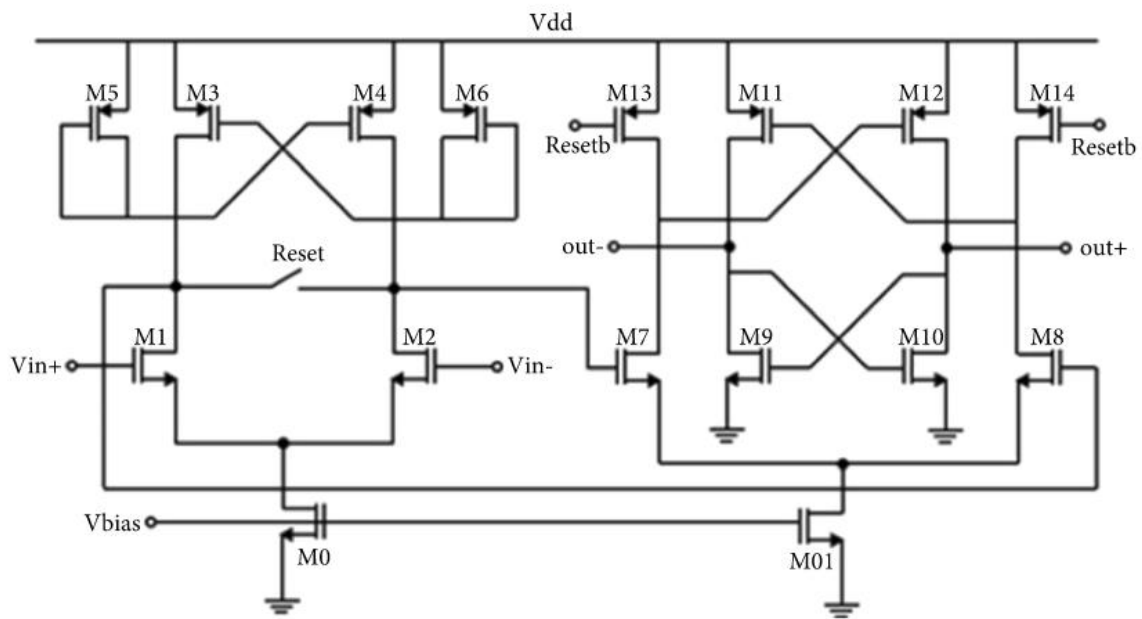 Vdd
M5
M3
M4
M6
M13
M11
M12
M14
Resetb
Resetb
out-
out+
Reset
M1
M2
M7
M9
M10
M8
Vin+
Vin-
Vbias
M0
M01